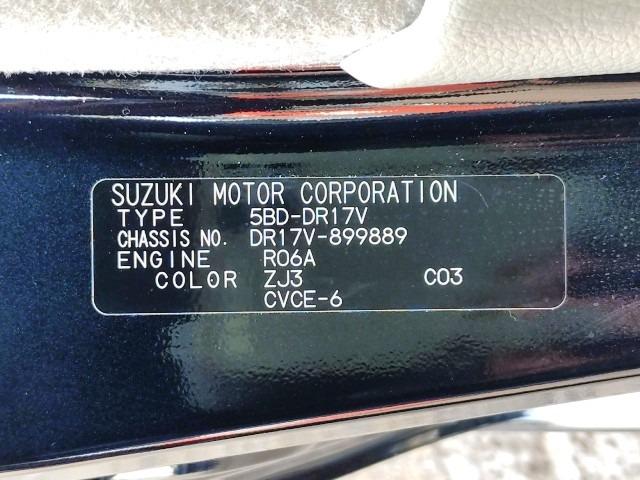 SUZUKI MOTOR CORPORATION
TYPE 5BD-DR17V
CHASSIS NO. DR17V-899889
ENGINE R06A
COLOR ZJ3 C03
CVCE-6